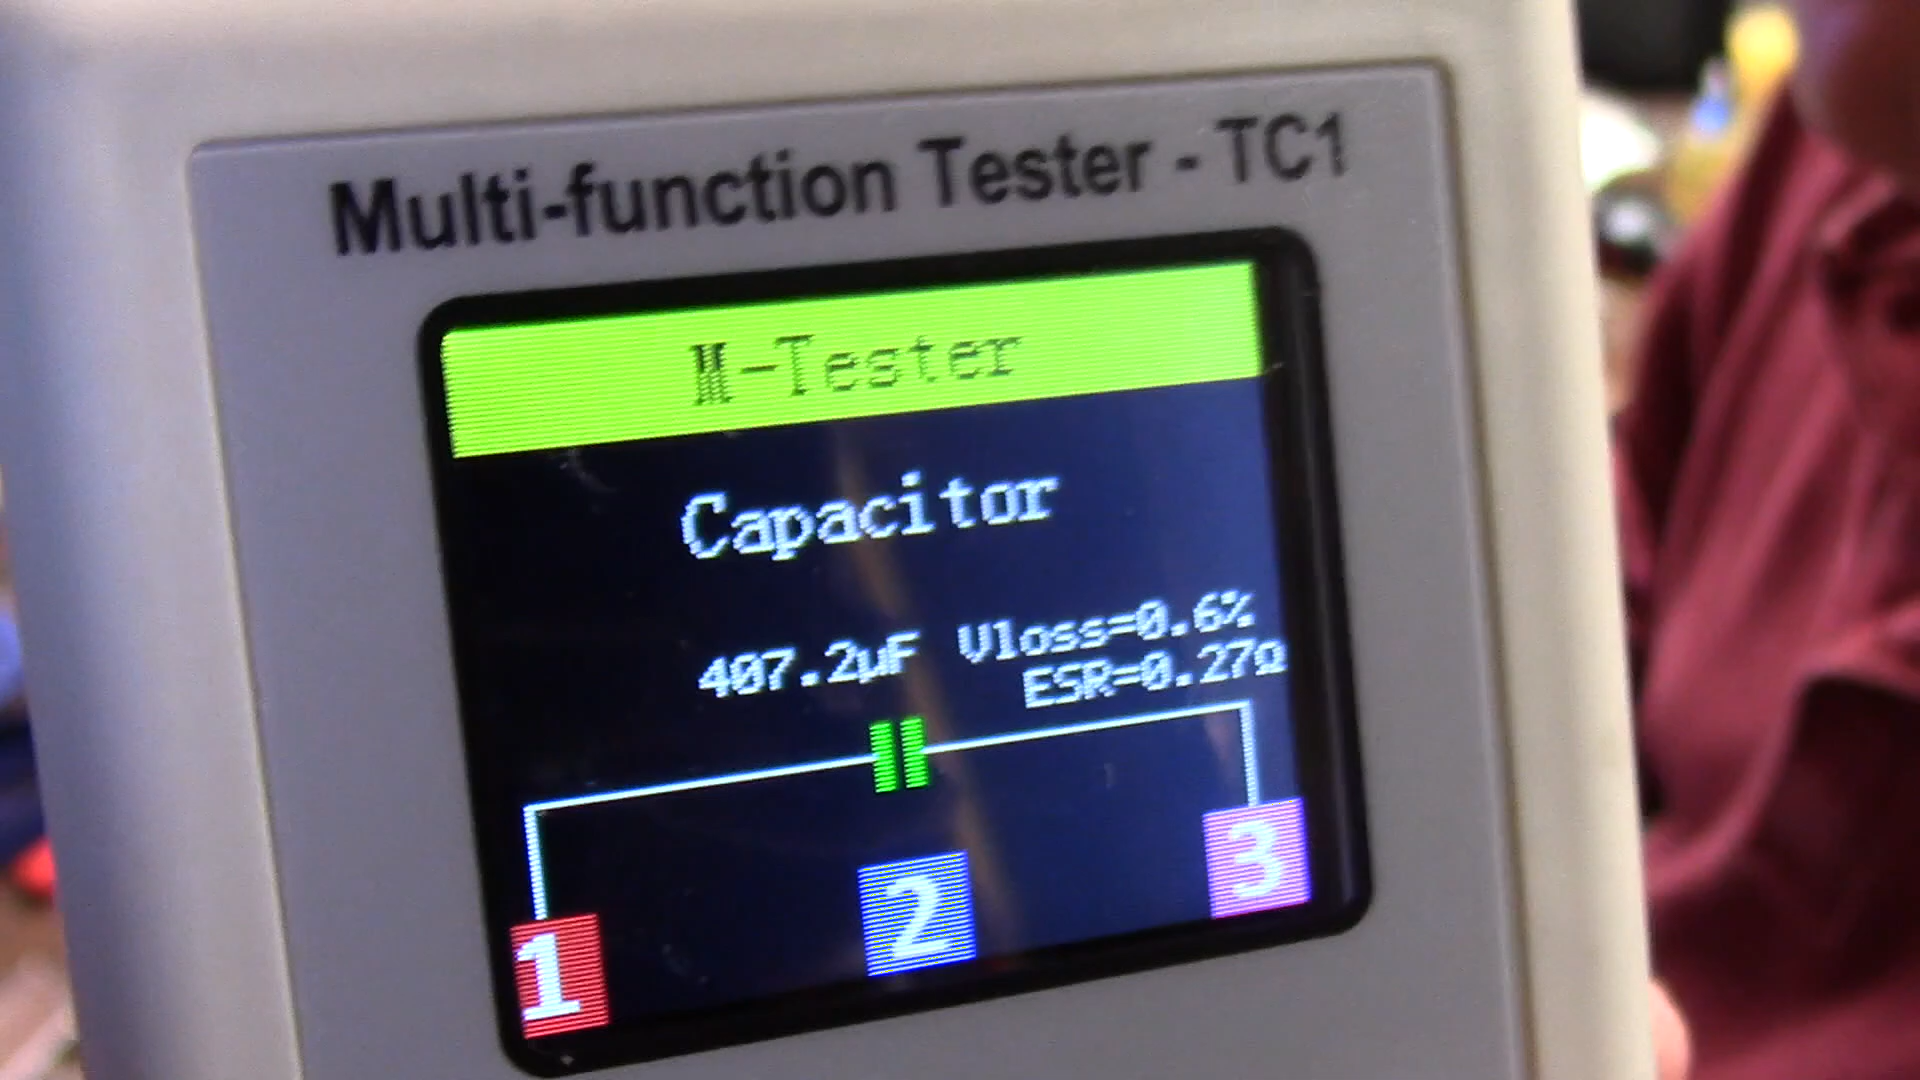 Multi-function Tester - TC1
M-Tester
Capacitor
407.2µF Vloss=0.6%
ESR=0.27Ω
1 2 3